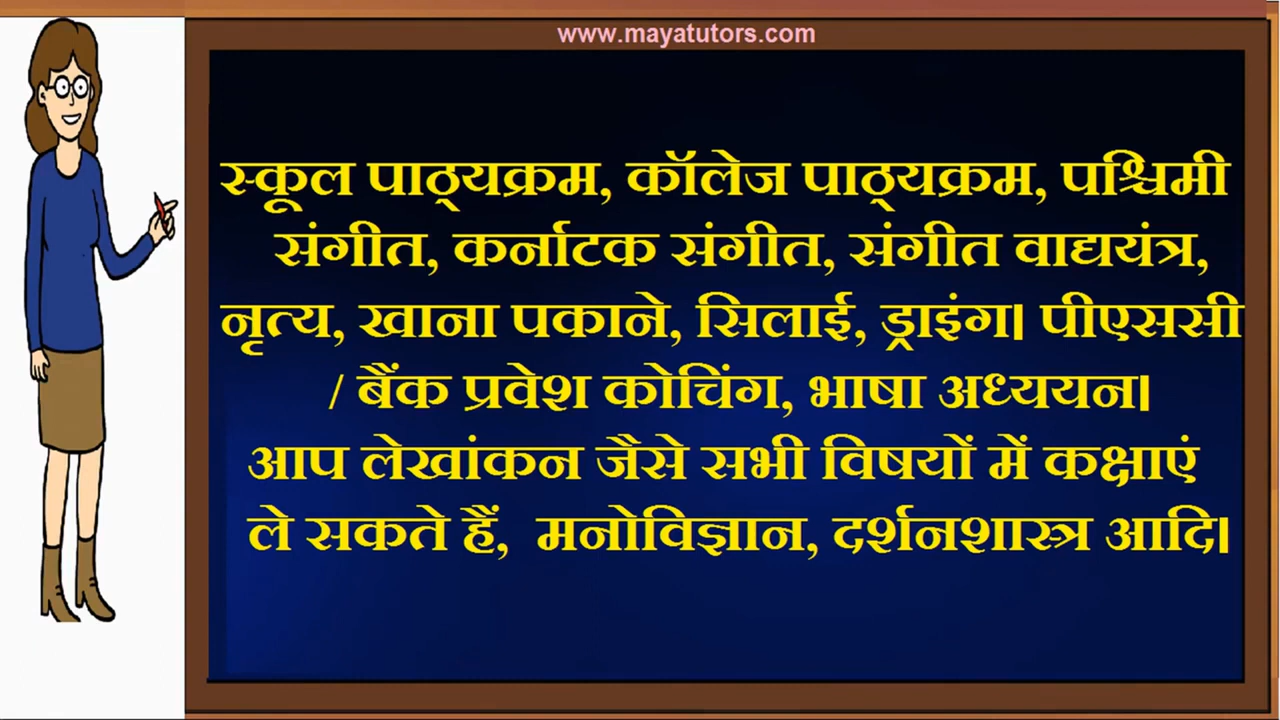 www.mayatutors.com
स्कूल पाठ्यक्रम, कॉलेज पाठ्यक्रम, पश्चिमी
संगीत, कर्नाटक संगीत, संगीत वाद्ययंत्र,
नृत्य, खाना पकाने, सिलाई, ड्राइंग। पीएससी
/ बैंक प्रवेश कोचिंग, भाषा अध्ययन।
आप लेखांकन जैसे सभी विषयों में कक्षाएं
ले सकते हैं, मनोविज्ञान, दर्शनशास्त्र आदि।